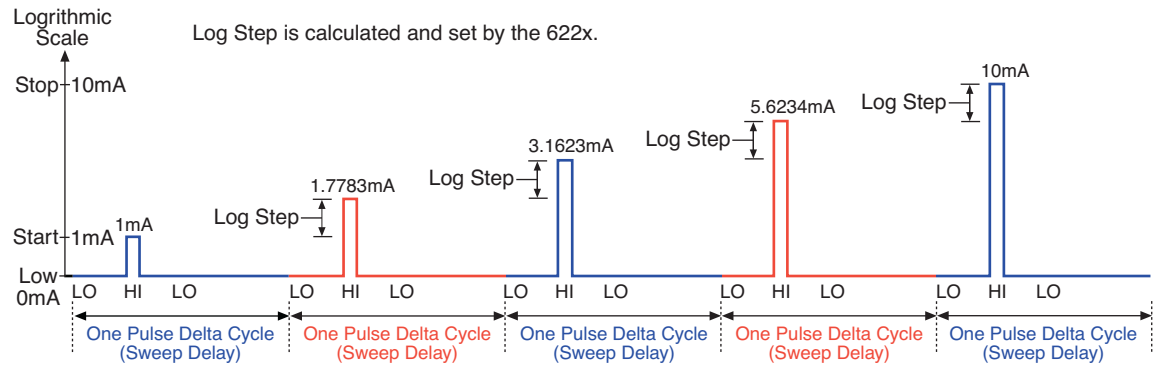 Logrithmic
Scale
Log Step is calculated and set by the 622x.
Stop 10mA
10mA
Log Step
5.6234mA
Log Step
3.1623mA
Log Step
1.7783mA
Log Step
1mA
Start 1mA
Low
0mA
LO HI LO LO HI LO LO HI LO LO HI LO LO HI LO
One Pulse Delta Cycle
(Sweep Delay)
One Pulse Delta Cycle
(Sweep Delay)
One Pulse Delta Cycle
(Sweep Delay)
One Pulse Delta Cycle
(Sweep Delay)
One Pulse Delta Cycle
(Sweep Delay)